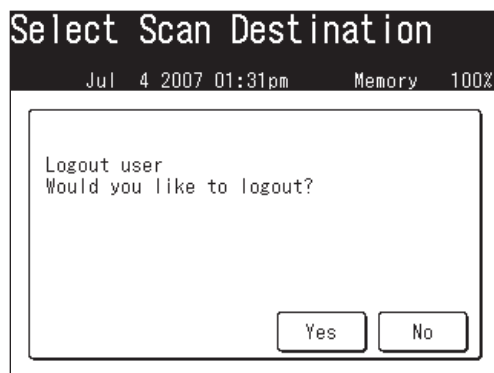 Select Scan Destination
Jul 4 2007 01:31pm Memory 100%
Logout user
Would you like to logout?
Yes No